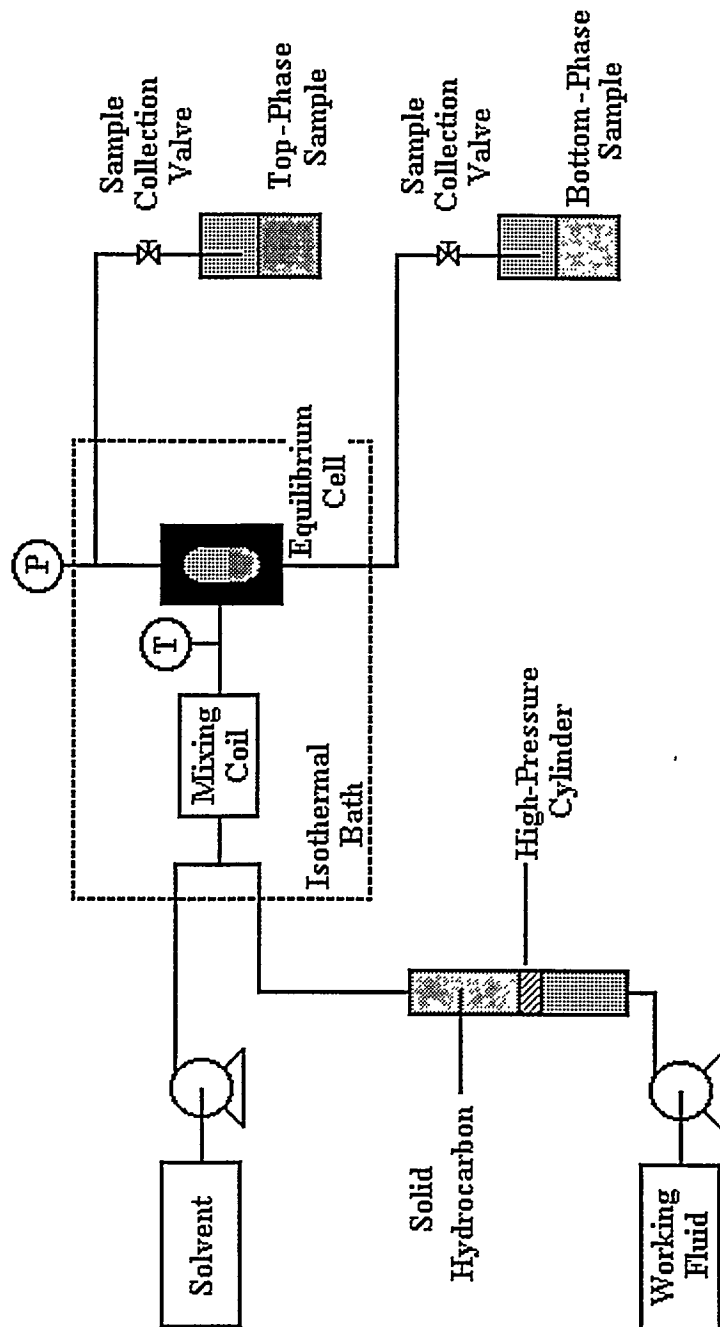 Solvent
Working
Fluid
Solid
Hydrocarbon
High-Pressure
Cylinder
Mixing
Coil
Isothermal
Bath
T
P
Equilibrium
Cell
Sample
Collection
Valve
Top-Phase
Sample
Sample
Collection
Valve
Bottom-Phase
Sample